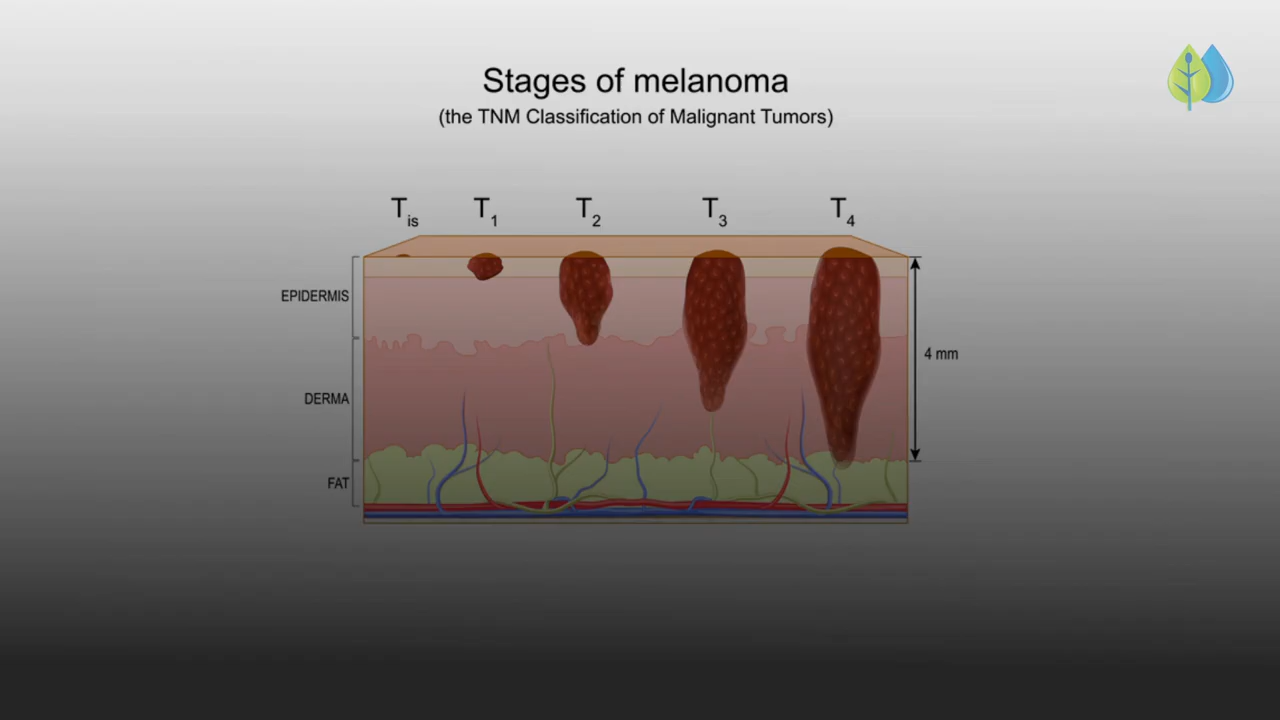 Stages of melanoma
(the TNM Classification of Malignant Tumors)
Tis T1 T2 T3 T4
EPIDERMIS
4 mm
DERMA
FAT